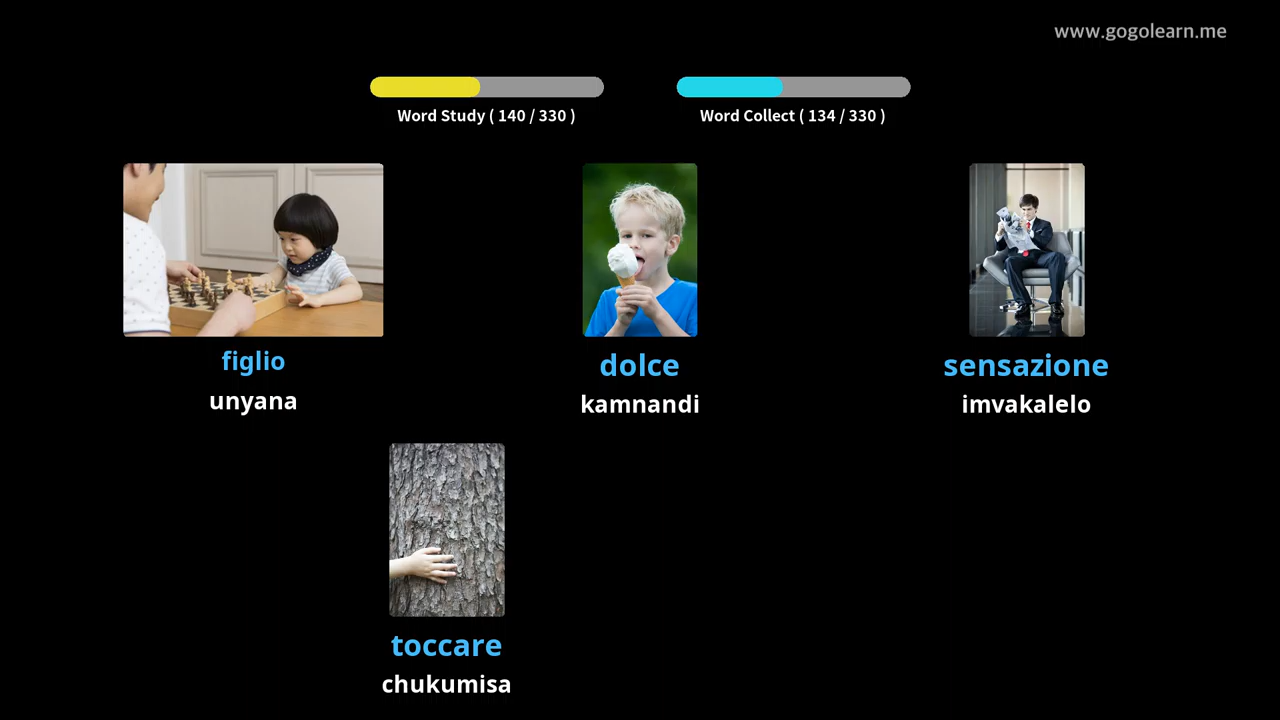 www.gogolearn.me
Word Study ( 140 / 330 )
Word Collect ( 134 / 330 )
figlio
unyana
dolce
kamnandi
sensazione
imvakalelo
toccare
chukumisa